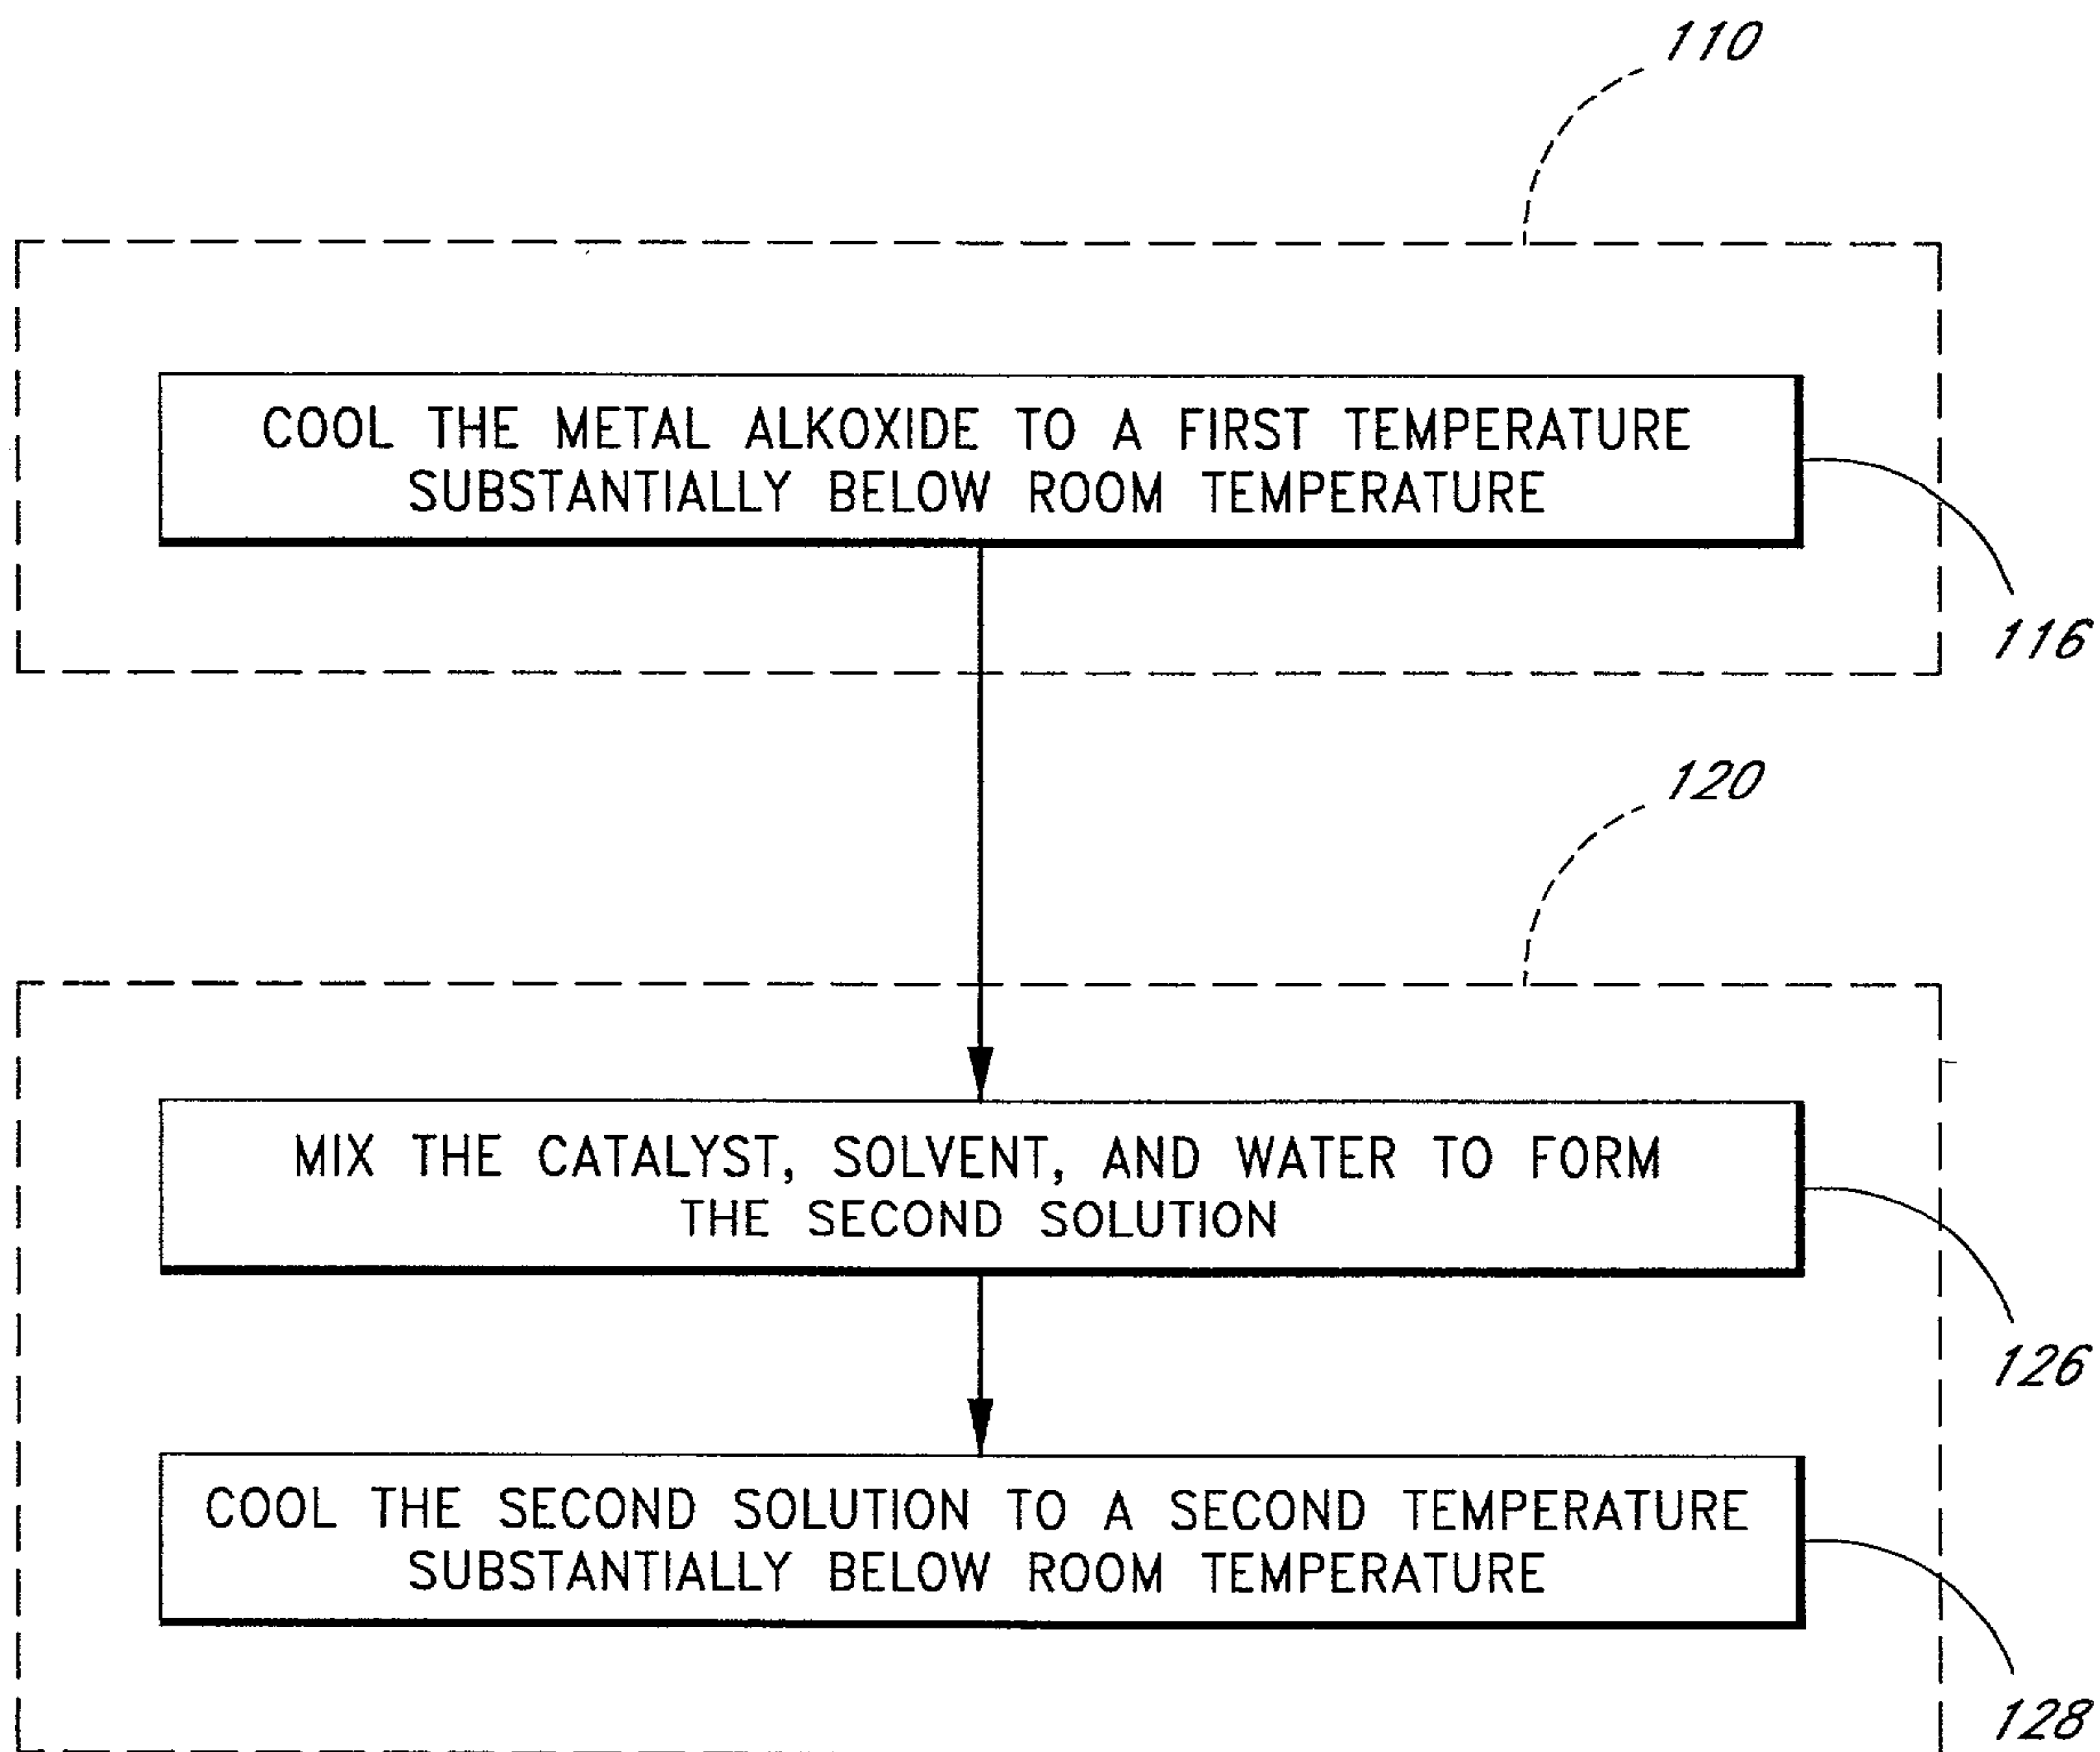 110
COOL THE METAL ALKOXIDE TO A FIRST TEMPERATURE
SUBSTANTIALLY BELOW ROOM TEMPERATURE
116
120
MIX THE CATALYST, SOLVENT, AND WATER TO FORM
THE SECOND SOLUTION
126
COOL THE SECOND SOLUTION TO A SECOND TEMPERATURE
SUBSTANTIALLY BELOW ROOM TEMPERATURE
128